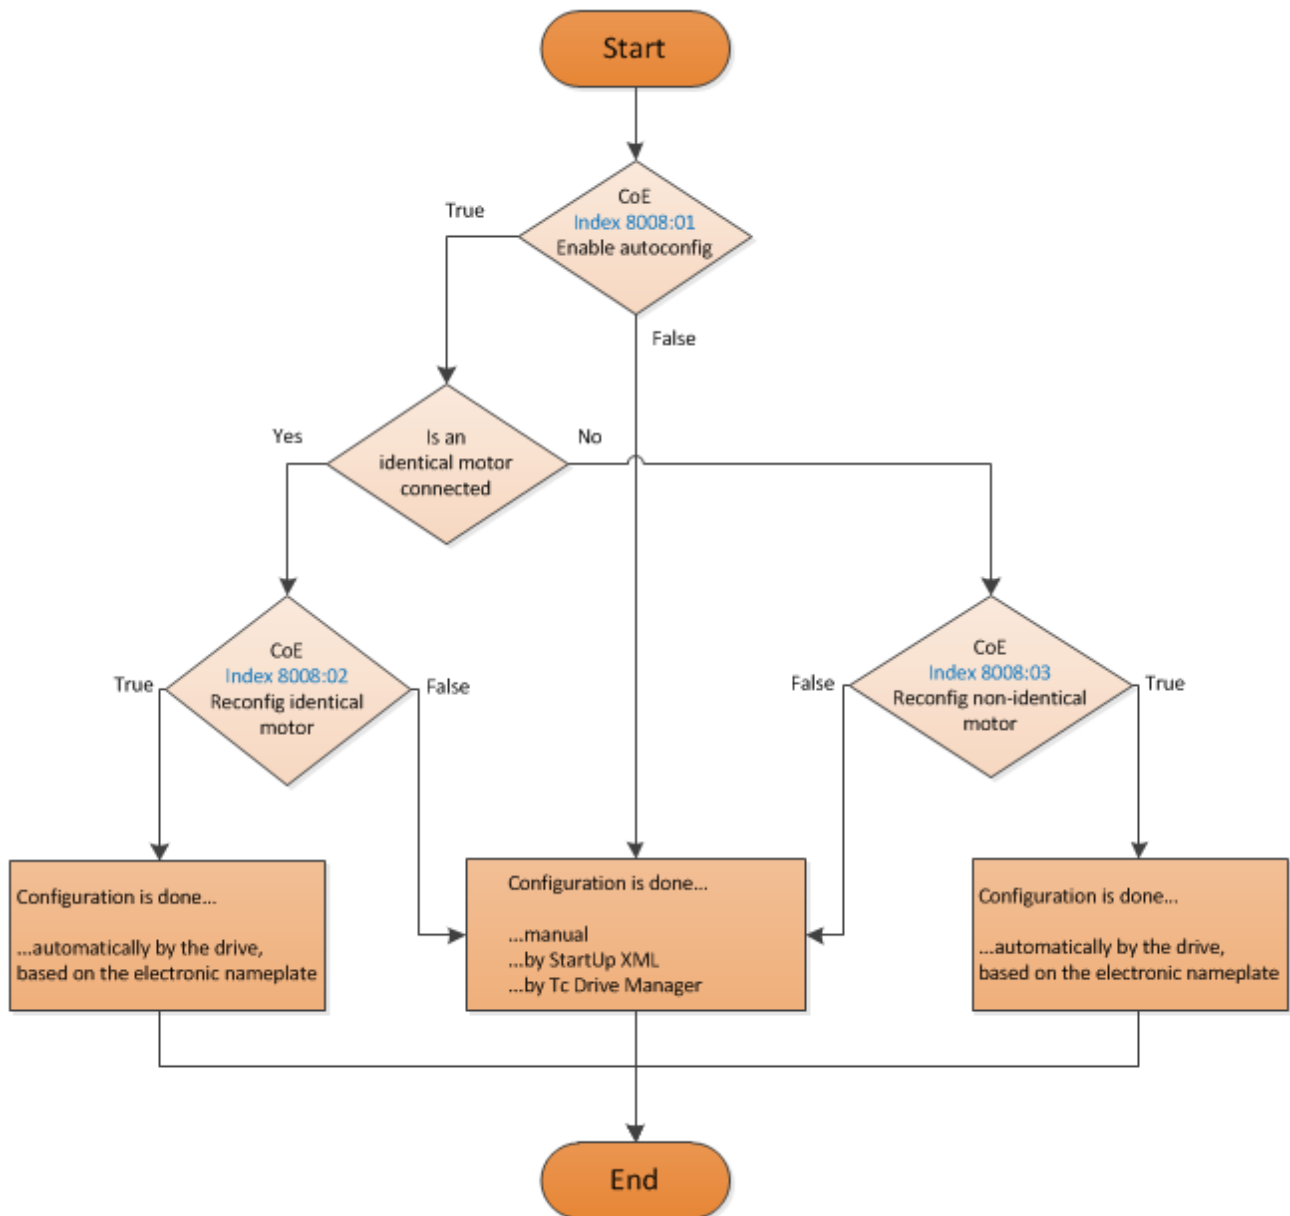 Start
CoE
Index 8008:01
Enable autoconfig
True
False
Is an
identical motor
connected
Yes
No
CoE
Index 8008:02
Reconfig identical
motor
True
False
CoE
Index 8008:03
Reconfig non-identical
motor
False
True
Configuration is done...
...automatically by the drive,
based on the electronic nameplate
Configuration is done...
...manual
...by StartUp XML
...by Tc Drive Manager
Configuration is done...
...automatically by the drive,
based on the electronic nameplate
End